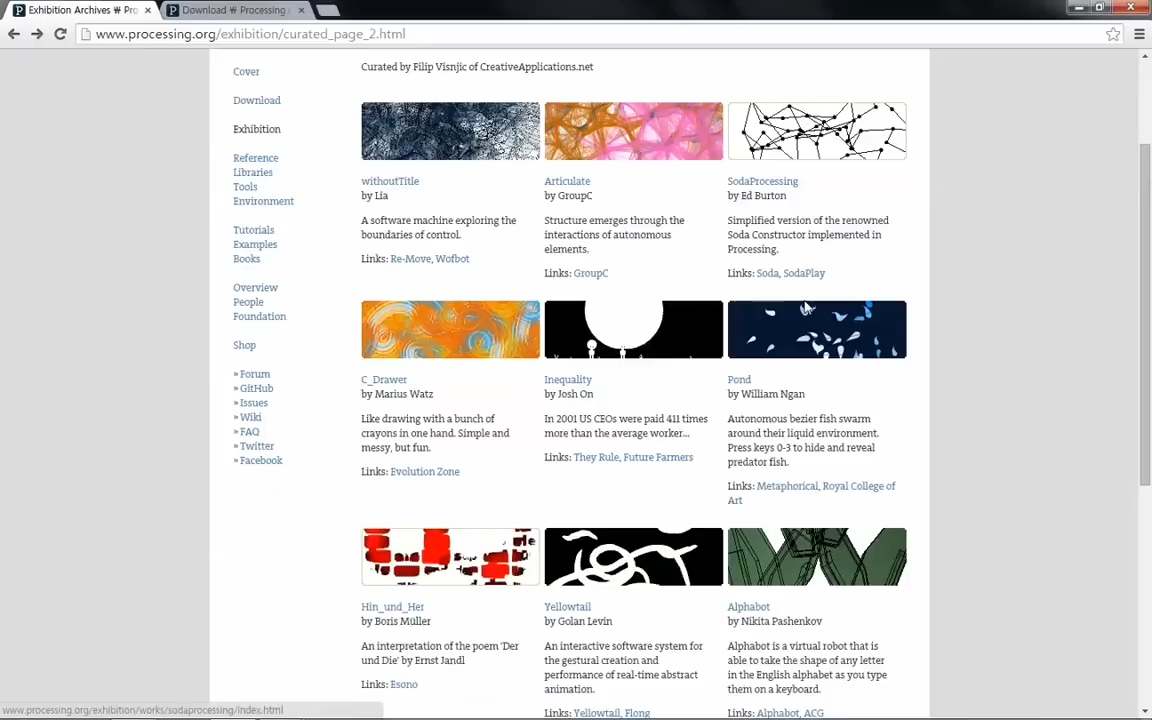 Exhibition Archives \\ Pro
Download \\ Processing
www.processing.org/exhibition/curated_page_2.html
Curated by Filip Visnjic of CreativeApplications.net
Cover
Download
Exhibition
Reference
Libraries
Tools
Environment
Tutorials
Examples
Books
Overview
People
Foundation
Shop
» Forum
» GitHub
» Issues
» Wiki
» FAQ
» Twitter
» Facebook
withoutTitle
by Lia
A software machine exploring the
boundaries of control.
Links: Re-Move, Wofbot
Articulate
by GroupC
Structure emerges through the
interactions of autonomous
elements.
Links: GroupC
SodaProcessing
by Ed Burton
Simplified version of the renowned
Soda Constructor implemented in
Processing.
Links: Soda, SodaPlay
C_Drawer
by Marius Watz
Like drawing with a bunch of
crayons in one hand. Simple and
messy, but fun.
Links: Evolution Zone
Inequality
by Josh On
In 2001 US CEOs were paid 411 times
more than the average worker...
Links: They Rule, Future Farmers
Pond
by William Ngan
Autonomous bezier fish swarm
around their liquid environment.
Press keys 0-3 to hide and reveal
predator fish.
Links: Metaphorical, Royal College of
Art
Hin_und_Her
by Boris Müller
An interpretation of the poem 'Der
und Die' by Ernst Jandl
Links: Esono
Yellowtail
by Golan Levin
An interactive software system for
the gestural creation and
performance of real-time abstract
animation.
Links: Yellowtail, Flong
Alphabot
by Nikita Pashenkov
Alphabot is a virtual robot that is
able to take the shape of any letter
in the English alphabet as you type
them on a keyboard.
Links: Alphabot, ACG
www.processing.org/exhibition/works/sodaprocessing/index.html